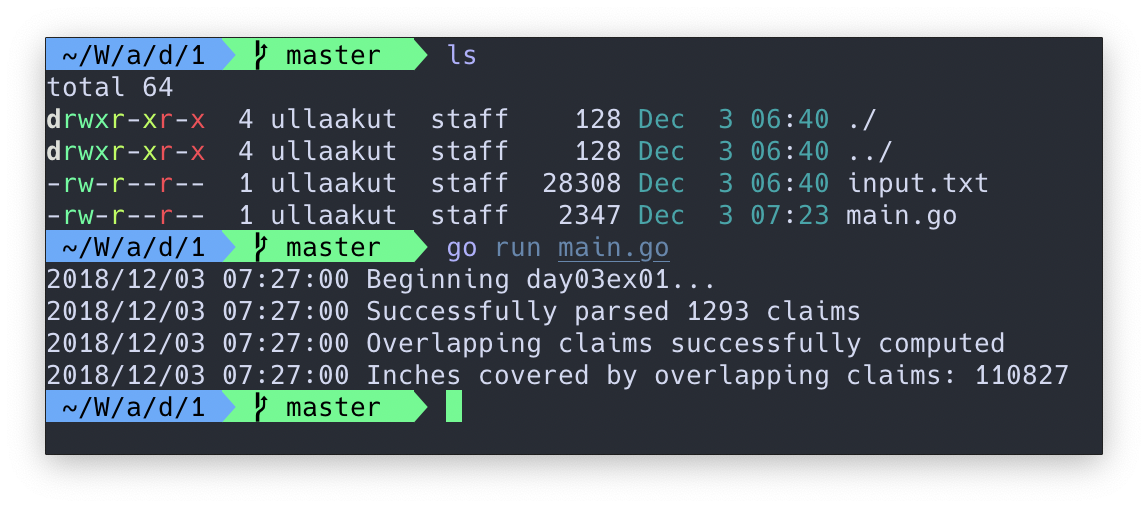 ~/W/a/d/1 master ls
total 64
drwxr-xr-x 4 ullaakut staff 128 Dec 3 06:40 ./
drwxr-xr-x 4 ullaakut staff 128 Dec 3 06:40 ../
-rw-r--r-- 1 ullaakut staff 28308 Dec 3 06:40 input.txt
-rw-r--r-- 1 ullaakut staff 2347 Dec 3 07:23 main.go
~/W/a/d/1 master go run main.go
2018/12/03 07:27:00 Beginning day03ex01...
2018/12/03 07:27:00 Successfully parsed 1293 claims
2018/12/03 07:27:00 Overlapping claims successfully computed
2018/12/03 07:27:00 Inches covered by overlapping claims: 110827
~/W/a/d/1 master